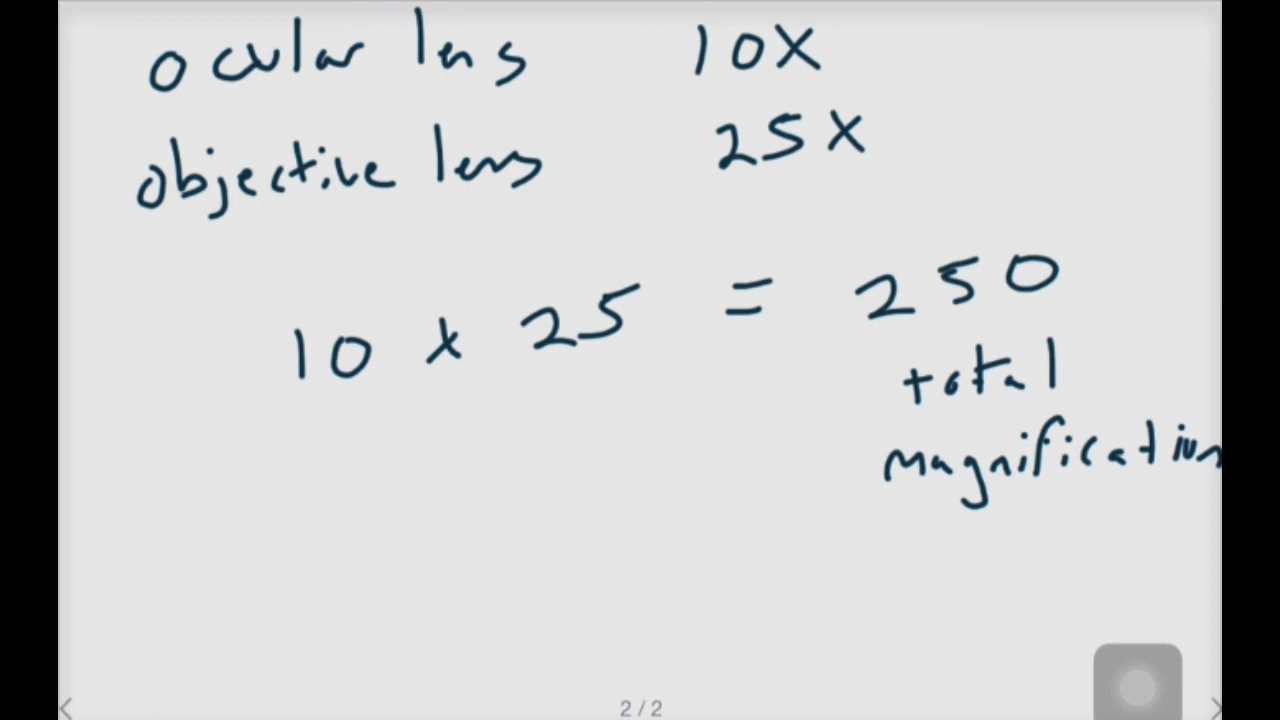 ocular lens 10X
objective lens 25X
10 x 25 = 250
total
magnification
2/2